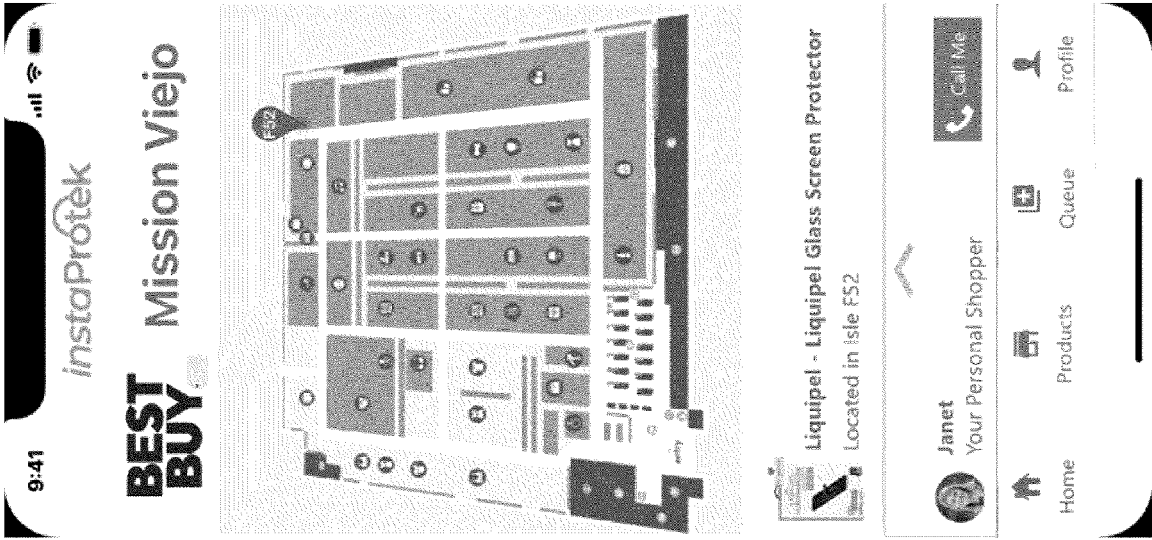 9:41
instaProtek
BEST
BUY
Mission Viejo
F52
entry
Liquipel - Liquipel Glass Screen Protector
Located in Isle F52
Janet
Your Personal Shopper
Call Me
Home
Products
Queue
Profile